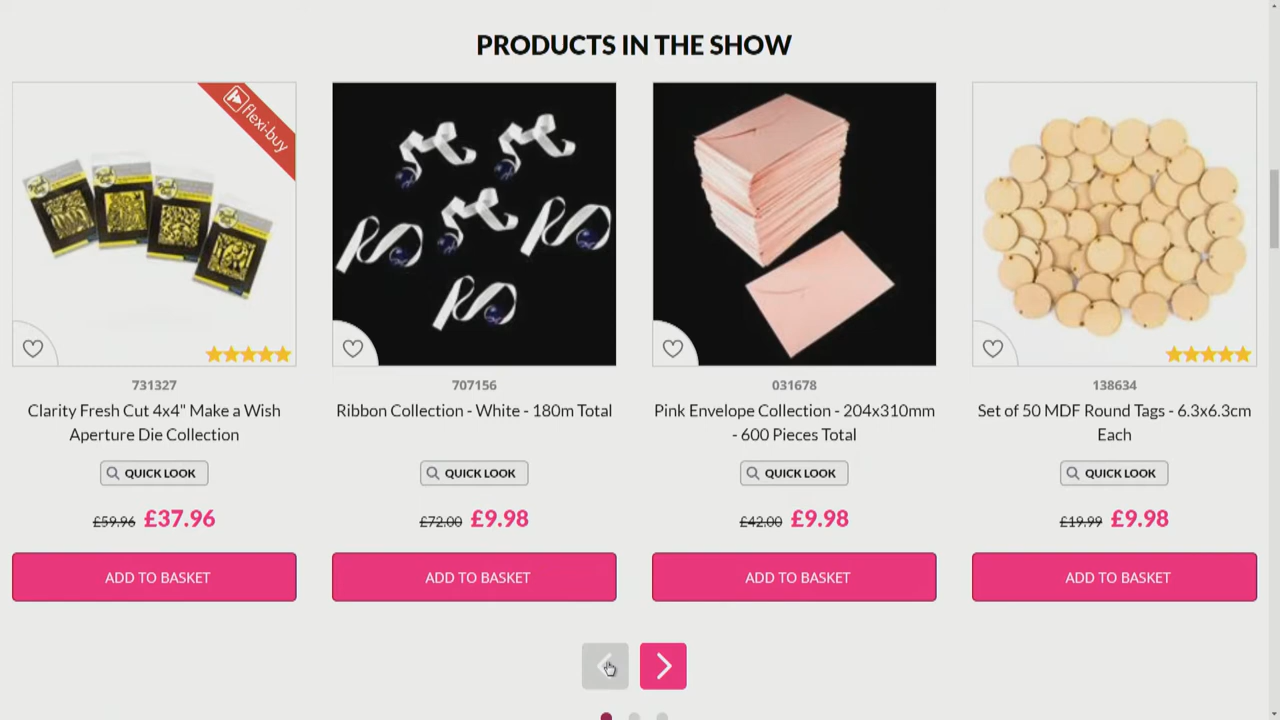 PRODUCTS IN THE SHOW
flexi-buy
731327
Clarity Fresh Cut 4x4" Make a Wish
Aperture Die Collection
QUICK LOOK
£59.96 £37.96
ADD TO BASKET
707156
Ribbon Collection - White - 180m Total
QUICK LOOK
£72.00 £9.98
ADD TO BASKET
031678
Pink Envelope Collection - 204x310mm
- 600 Pieces Total
QUICK LOOK
£42.00 £9.98
ADD TO BASKET
138634
Set of 50 MDF Round Tags - 6.3x6.3cm
Each
QUICK LOOK
£19.99 £9.98
ADD TO BASKET